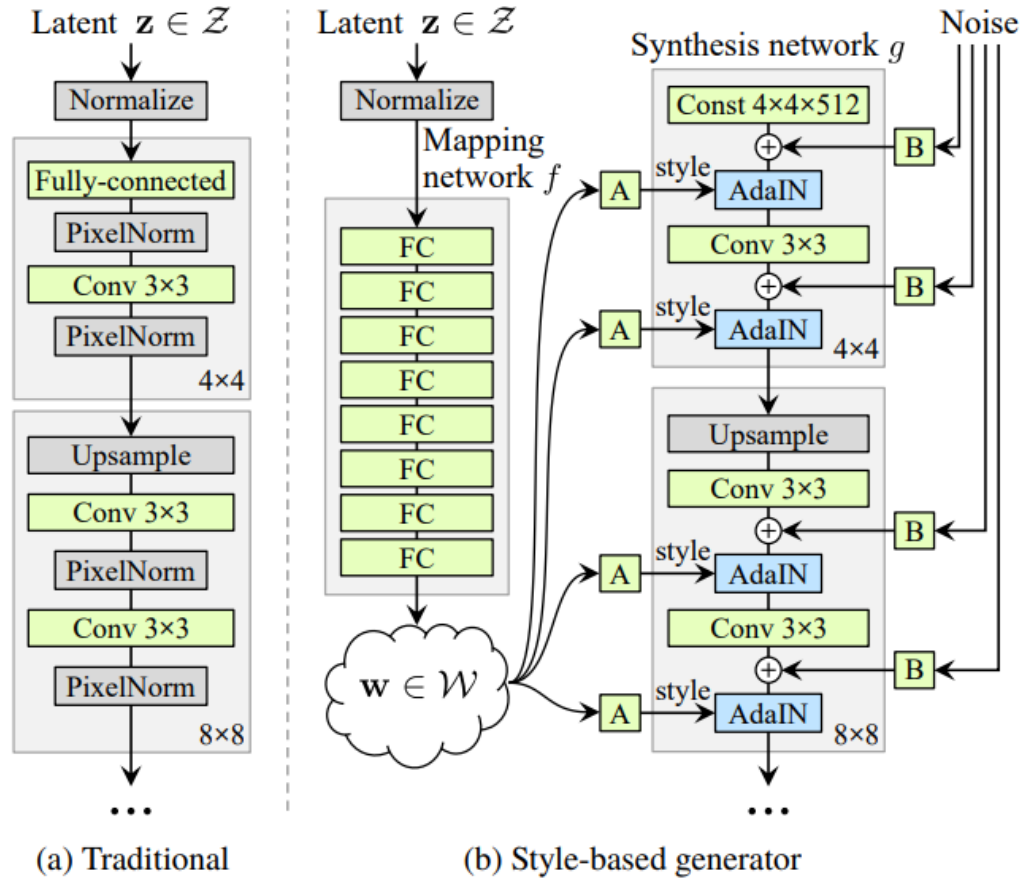 Latent z ∈ 𝒵
Normalize
Fully-connected
PixelNorm
Conv 3×3
PixelNorm
4×4
Upsample
Conv 3×3
PixelNorm
Conv 3×3
PixelNorm
8×8
...
(a) Traditional
Latent z ∈ 𝒵
Normalize
Mapping
network f
FC
FC
FC
FC
FC
FC
FC
FC
w ∈ 𝒲
Synthesis network g
Noise
Const 4×4×512
B
A
style
AdaIN
Conv 3×3
B
A
style
AdaIN
4×4
Upsample
Conv 3×3
B
A
style
AdaIN
Conv 3×3
B
A
style
AdaIN
8×8
...
(b) Style-based generator